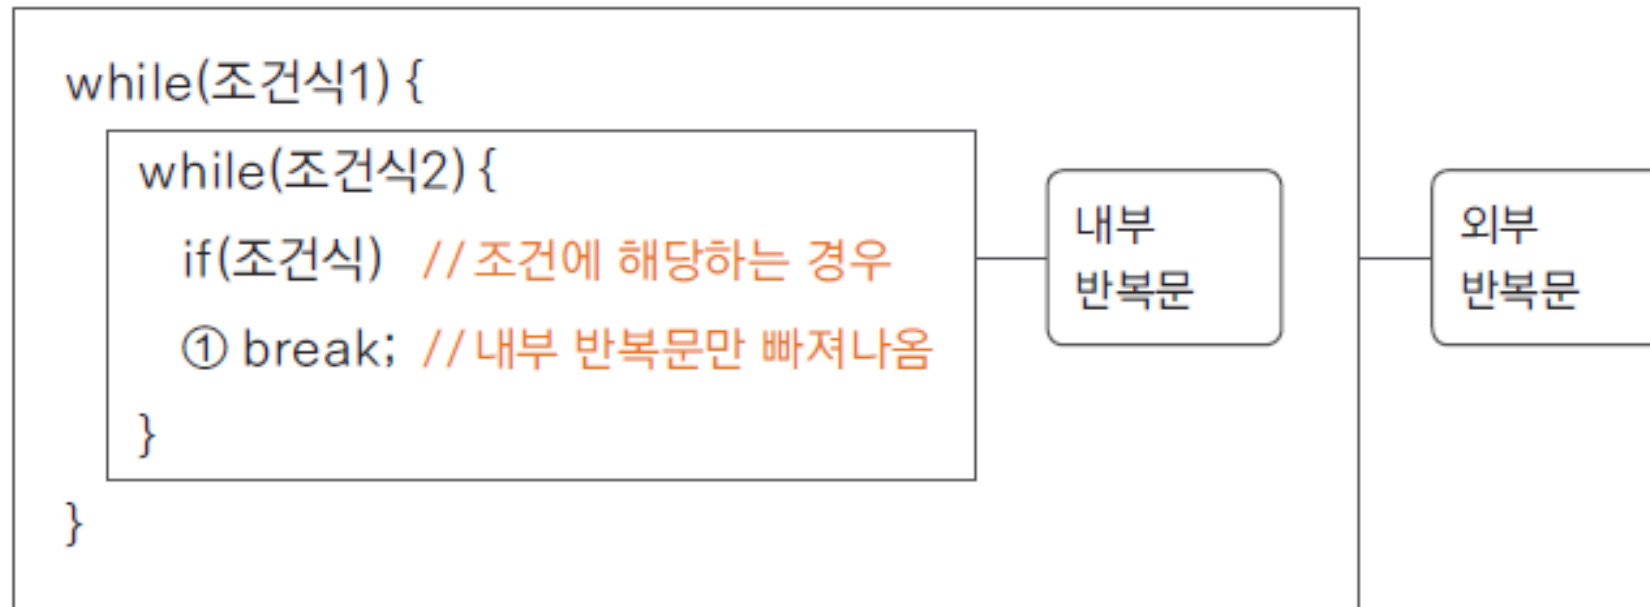 while(조건식1) {
while(조건식2) {
if(조건식) //조건에 해당하는 경우
① break; //내부 반복문만 빠져나옴
}
}
내부
반복문
외부
반복문